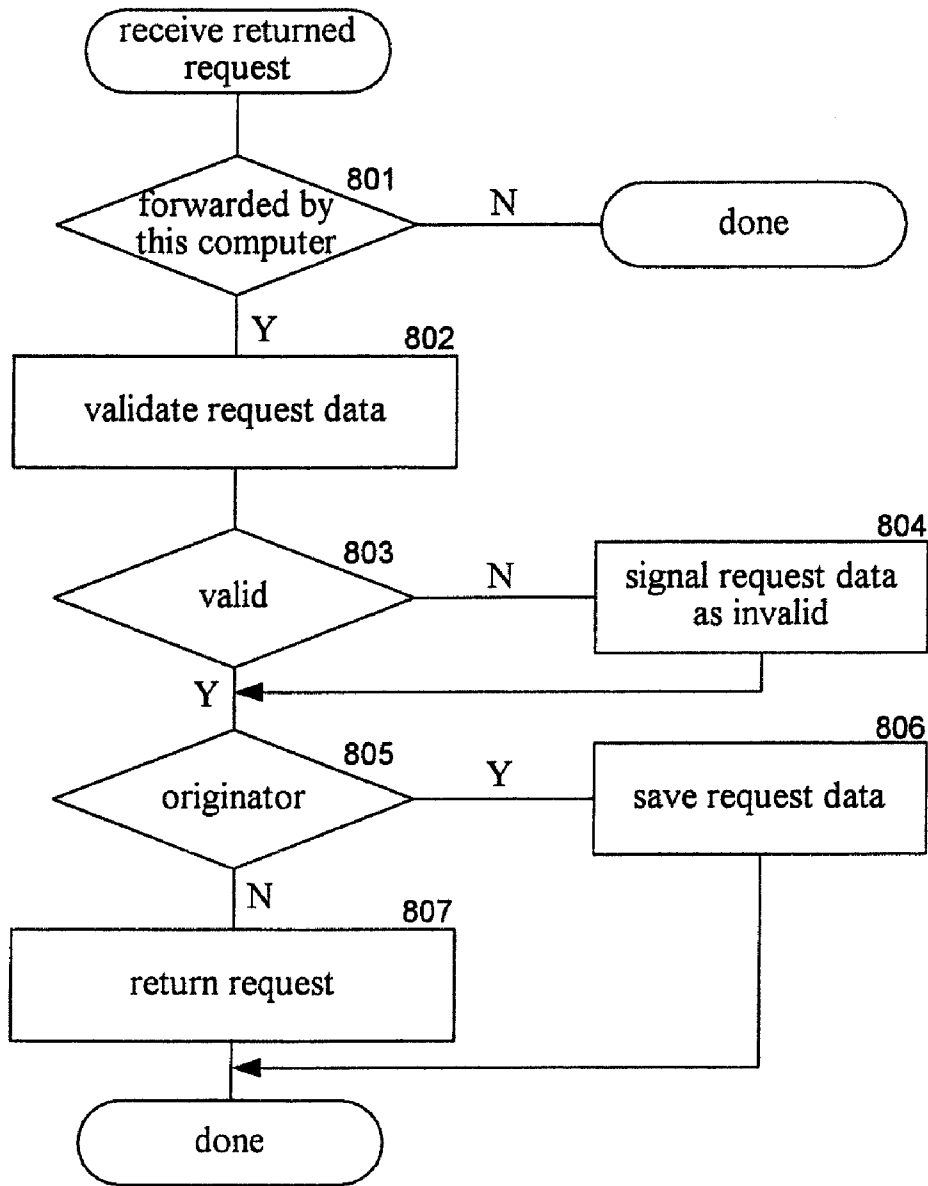 receive returned
request
801
forwarded by
this computer
N
done
Y
802
validate request data
803
valid
N
804
signal request data
as invalid
Y
805
originator
Y
806
save request data
N
807
return request
done